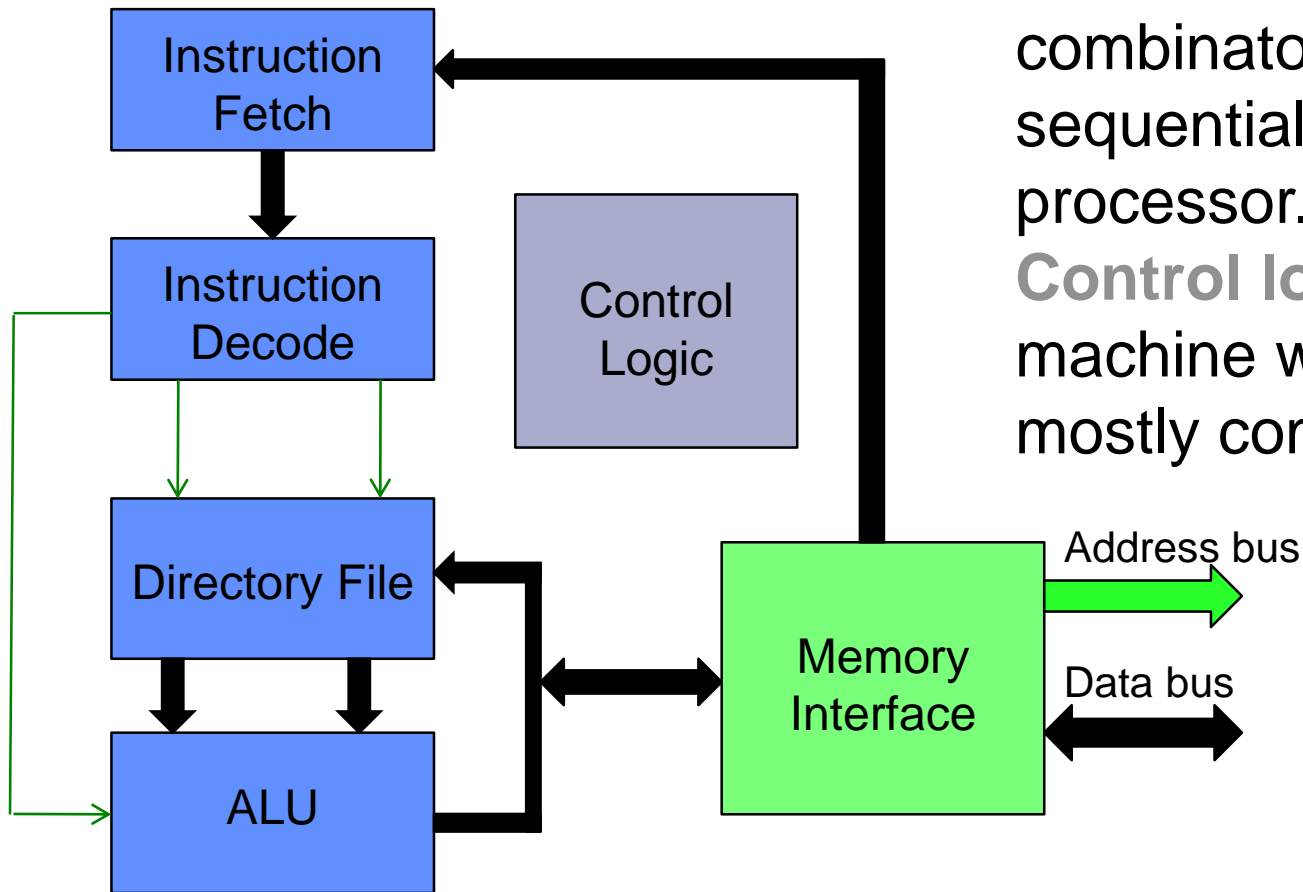 Instruction
Fetch
Instruction
Decode
Control
Logic
Directory File
ALU
Memory
Interface
combinato
sequential
processor.
Control lo
machine w
mostly cor
Address bus
Data bus